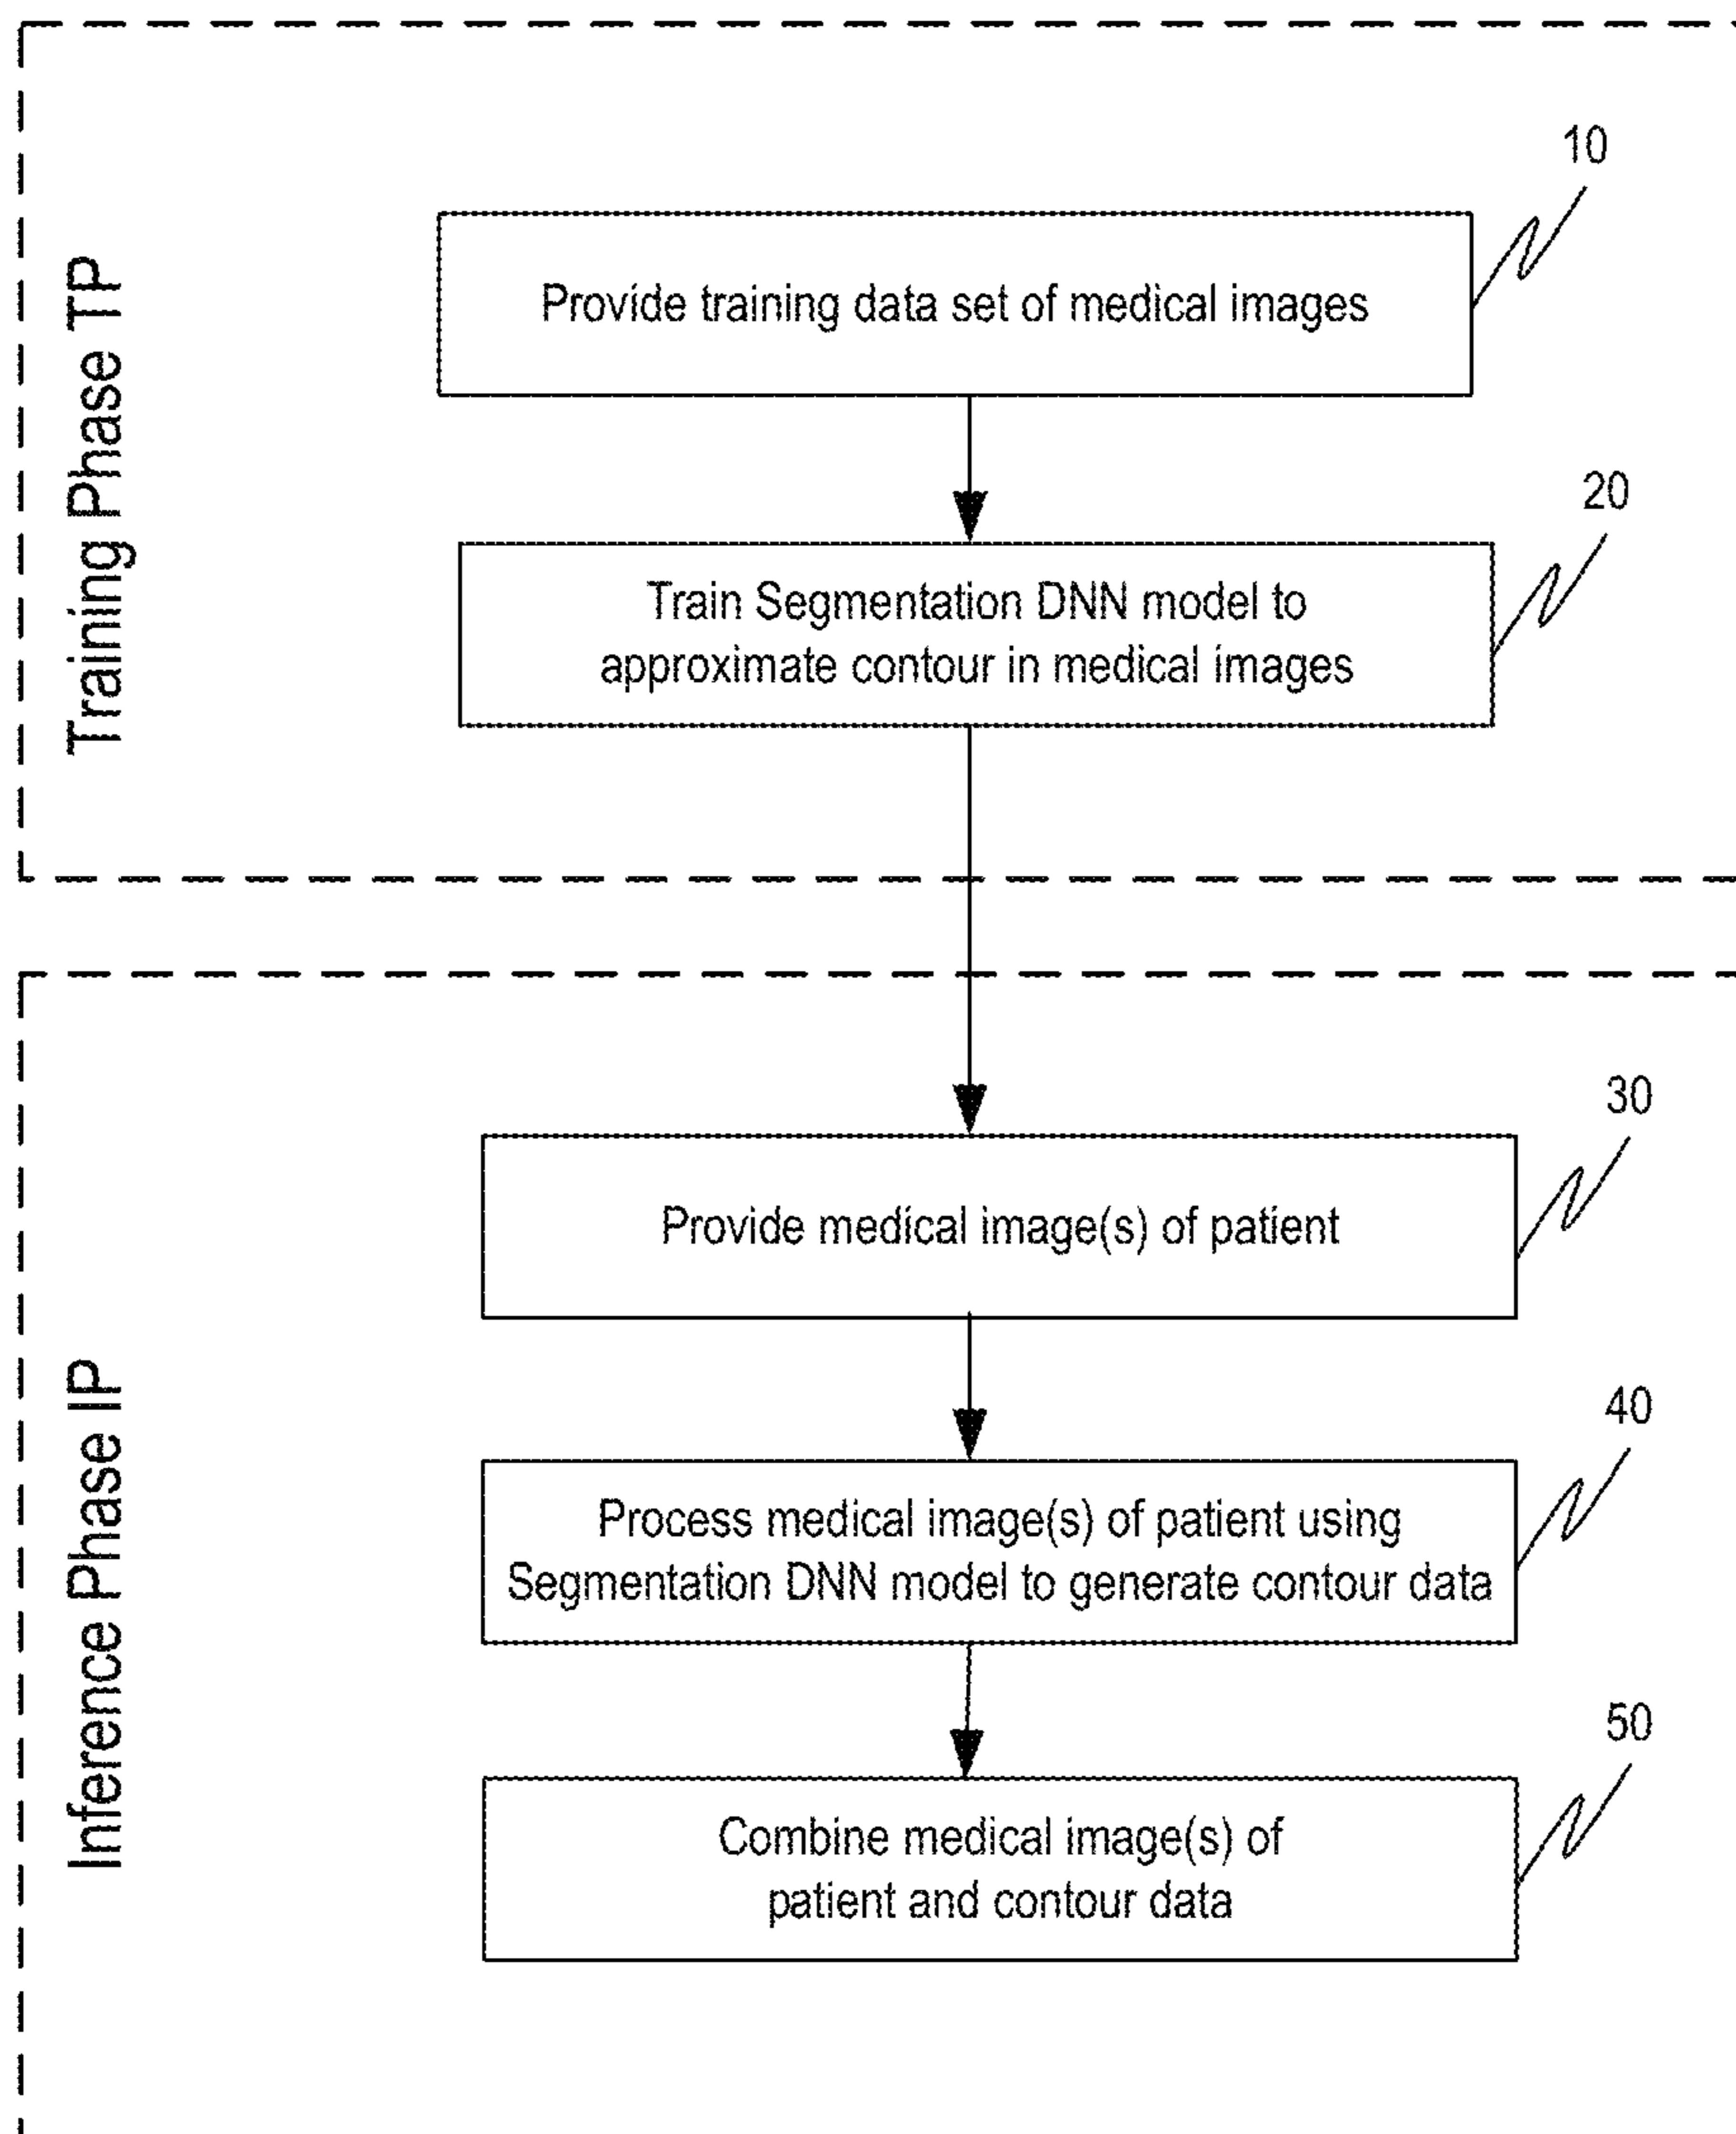 Training Phase TP
10
Provide training data set of medical images
20
Train Segmentation DNN model to
approximate contour in medical images
Inference Phase IP
30
Provide medical image(s) of patient
40
Process medical image(s) of patient using
Segmentation DNN model to generate contour data
50
Combine medical image(s) of
patient and contour data